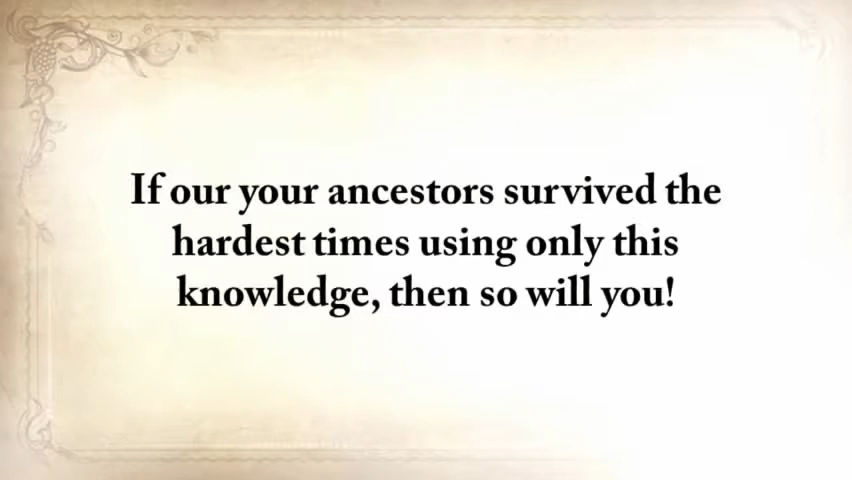 If our your ancestors survived the
hardest times using only this
knowledge, then so will you!